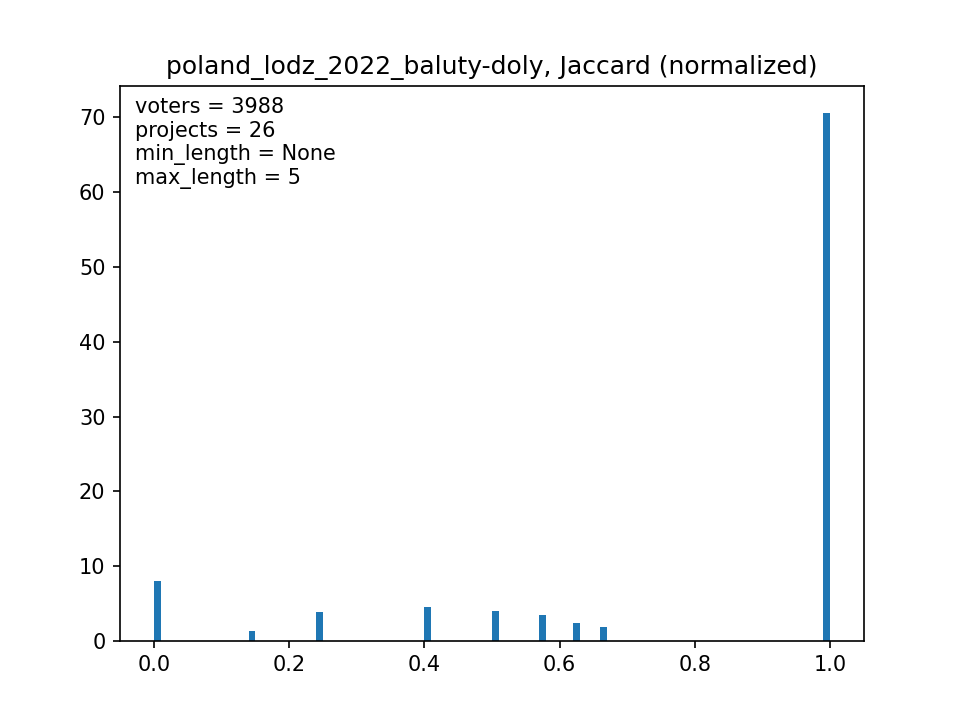 poland_lodz_2022_baluty-doly, Jaccard (normalized)
voters = 3988
projects = 26
min_length = None
max_length = 5
70
60
50
40
30
20
10
0
0.0 0.2 0.4 0.6 0.8 1.0